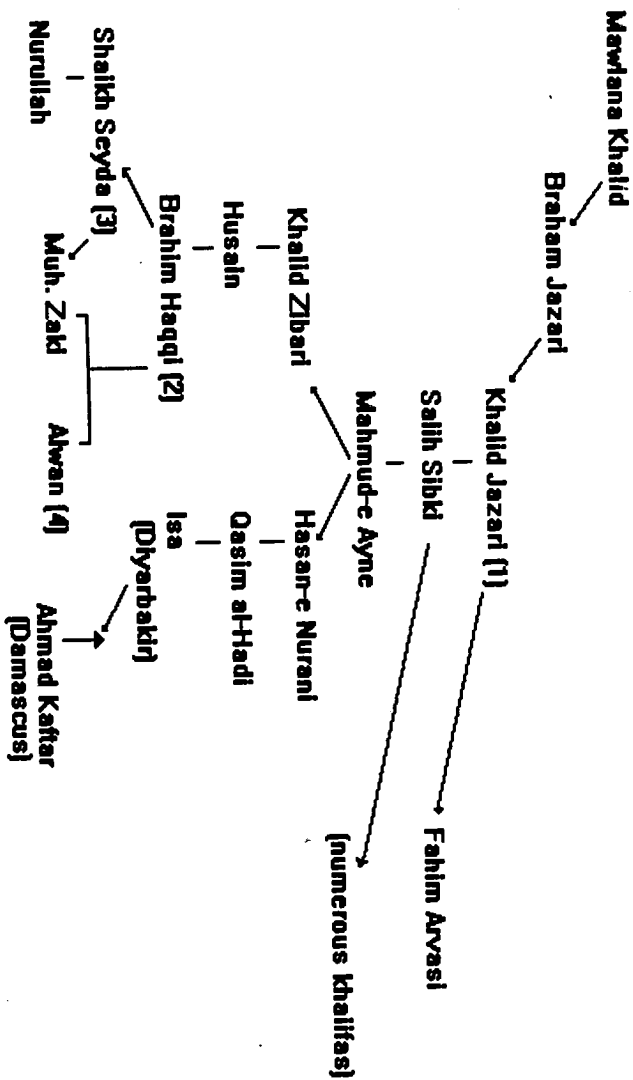 Mawlana Khalid
Braham Jazari
Khalid Jazari (1)
Salih Sibki
Fahim Arvasi
Mahmud-e Ayne
(numerous khalifas)
Khalid Zibari
Hasan-e Nurani
Husain
Qasim al-Hadi
Brahim Haqqi (2)
Isa
(Diyarbakir)
Shaikh Seyda (3)
Muh. Zaki
Alwan (4)
Ahmad Kaftar
(Damascus)
Nurullah